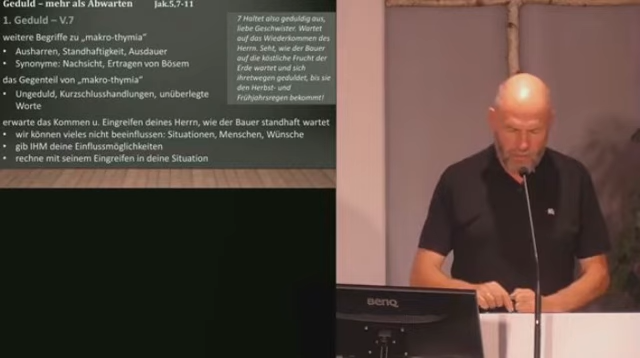 Geduld – mehr als Abwarten Jak.5,7-11
1. Geduld – V.7
weitere Begriffe zu „makro-thymia"
• Ausharren, Standhaftigkeit, Ausdauer
• Synonyme: Nachsicht, Ertragen von Bösem
das Gegenteil von „makro-thymia"
• Ungeduld, Kurzschlusshandlungen, unüberlegte
Worte
erwarte das Kommen u. Eingreifen deines Herrn, wie der Bauer standhaft wartet
• wir können vieles nicht beeinflussen: Situationen, Menschen, Wünsche
• gib IHM deine Einflussmöglichkeiten
• rechne mit seinem Eingreifen in deine Situation
7 Haltet also geduldig aus,
liebe Geschwister. Wartet
auf das Wiederkommen des
Herrn. Seht, wie der Bauer
auf die köstliche Frucht der
Erde wartet und sich
ihretwegen geduldet, bis sie
den Herbst- und
Frühjahrsregen bekommt!
BENQ